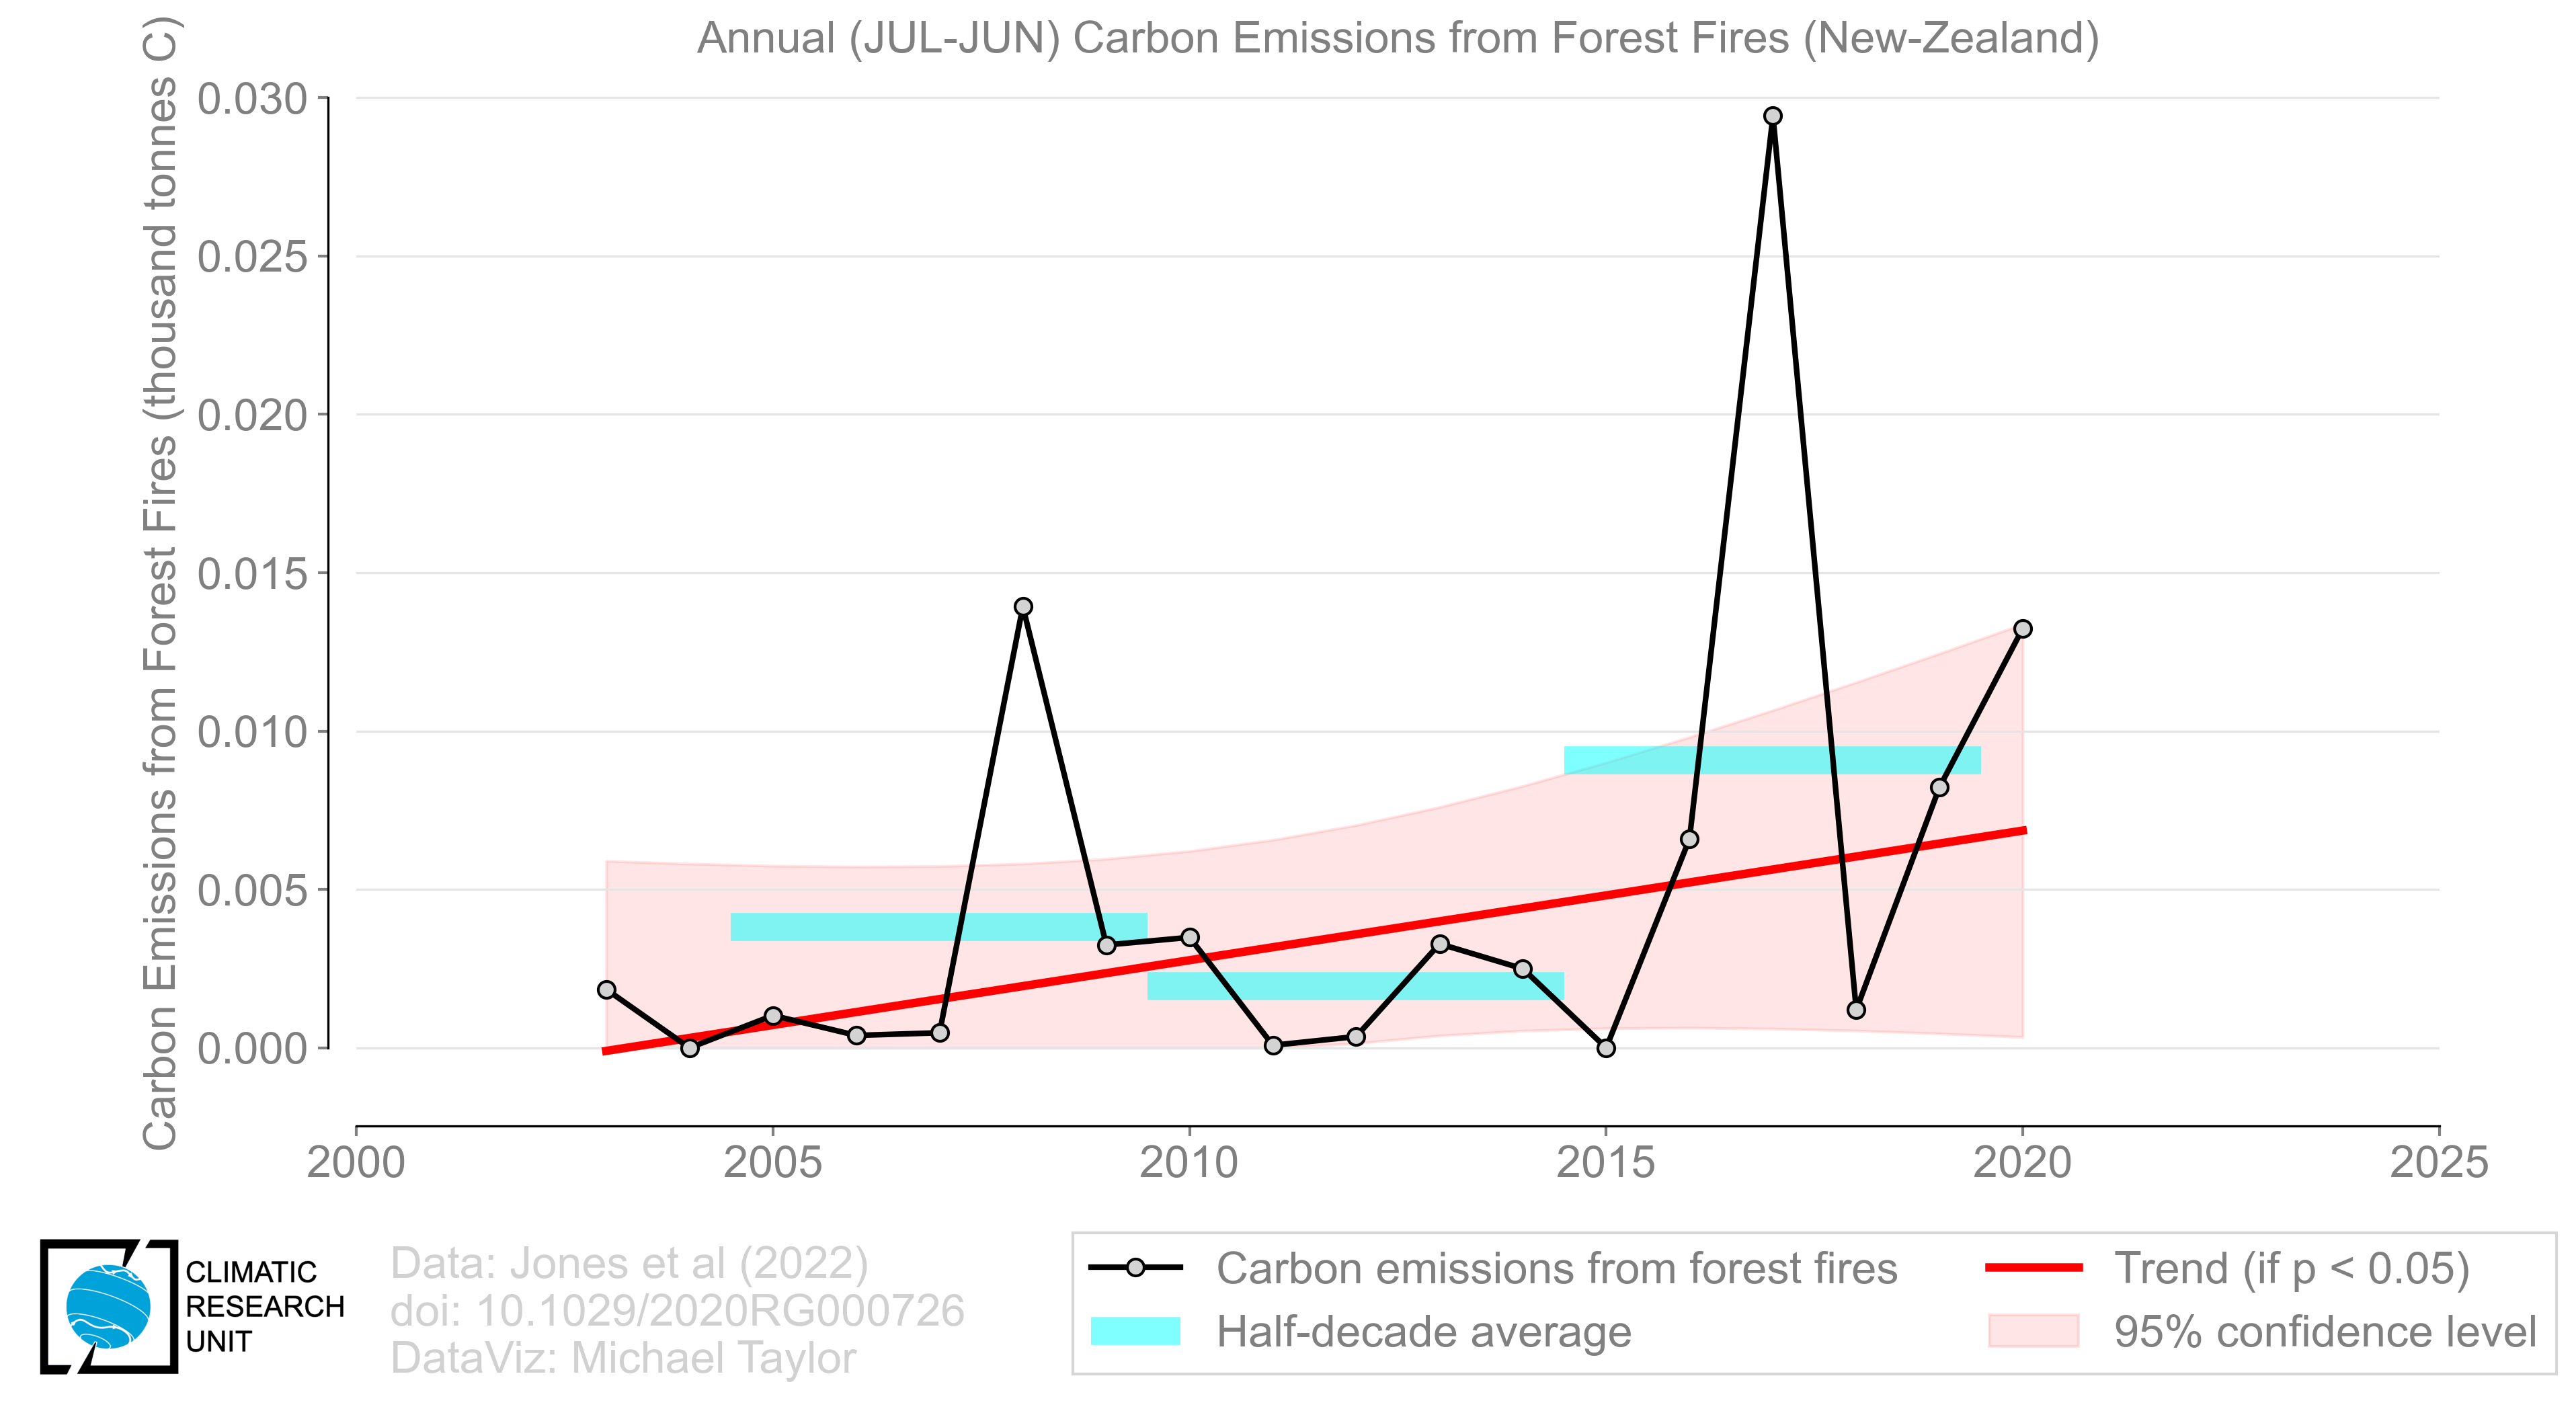 Annual (JUL-JUN) Carbon Emissions from Forest Fires (New-Zealand)
Carbon Emissions from Forest Fires (thousand tonnes C)
0.030
0.025
0.020
0.015
0.010
0.005
0.000
2000 2005 2010 2015 2020 2025
CLIMATIC
RESEARCH
UNIT
Data: Jones et al (2022)
doi: 10.1029/2020RG000726
DataViz: Michael Taylor
Carbon emissions from forest fires
Half-decade average
Trend (if p < 0.05)
95% confidence level